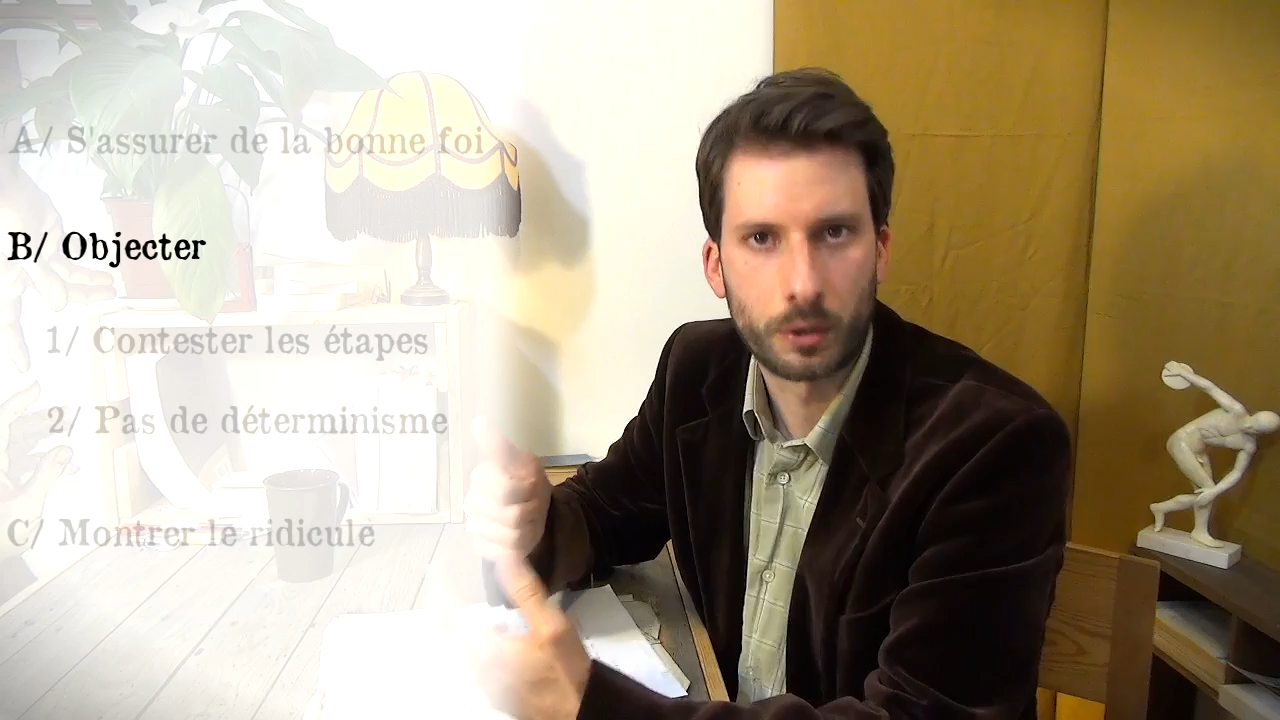 A/ S'assurer de la bonne foi
B/ Objecter
1/ Contester les étapes
2/ Pas de déterminisme
C/ Montrer le ridicule